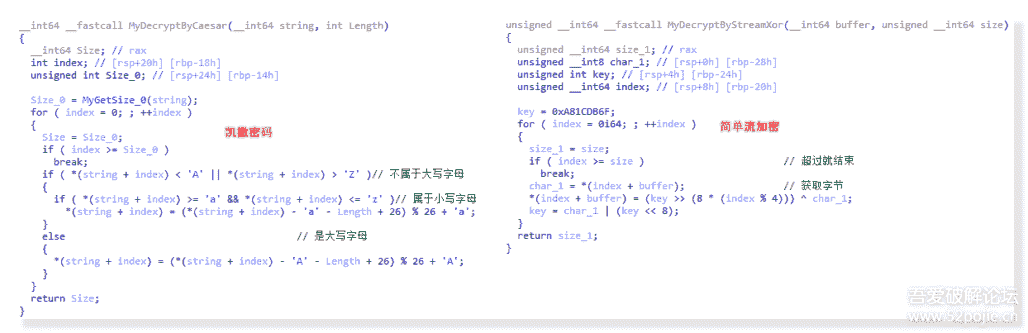 __int64 __fastcall MyDecryptByCaesar(__int64 string, int Length)
{
  __int64 Size; // rax
  int index; // [rsp+20h] [rbp-18h]
  unsigned int Size_0; // [rsp+24h] [rbp-14h]

  Size_0 = MyGetSize_0(string);
  for ( index = 0; ; ++index )
  {
    Size = Size_0;
    if ( index >= Size_0 )
      break;
    if ( *(string + index) < 'A' || *(string + index) > 'Z' )// 不属于大写字母
    {
      if ( *(string + index) >= 'a' && *(string + index) <= 'z' )// 属于小写字母
        *(string + index) = (*(string + index) - 'a' - Length + 26) % 26 + 'a';
    }
    else // 是大写字母
    {
      *(string + index) = (*(string + index) - 'A' - Length + 26) % 26 + 'A';
    }
  }
  return Size;
}
凯撒密码
unsigned __int64 __fastcall MyDecryptByStreamXor(__int64 buffer, unsigned __int64 size)
{
  unsigned __int64 size_1; // rax
  unsigned __int8 char_1; // [rsp+0h] [rbp-28h]
  unsigned int key; // [rsp+4h] [rbp-24h]
  unsigned __int64 index; // [rsp+8h] [rbp-20h]

  key = 0xA81CDB6F;
  for ( index = 0i64; ; ++index )
  {
    size_1 = size;
    if ( index >= size ) // 超过就结束
      break;
    char_1 = *(index + buffer); // 获取字节
    *(index + buffer) = (key >> (8 * (index % 4))) ^ char_1;
    key = char_1 | (key << 8);
  }
  return size_1;
}
简单流加密
吾爱破解论坛
www.52pojie.cn